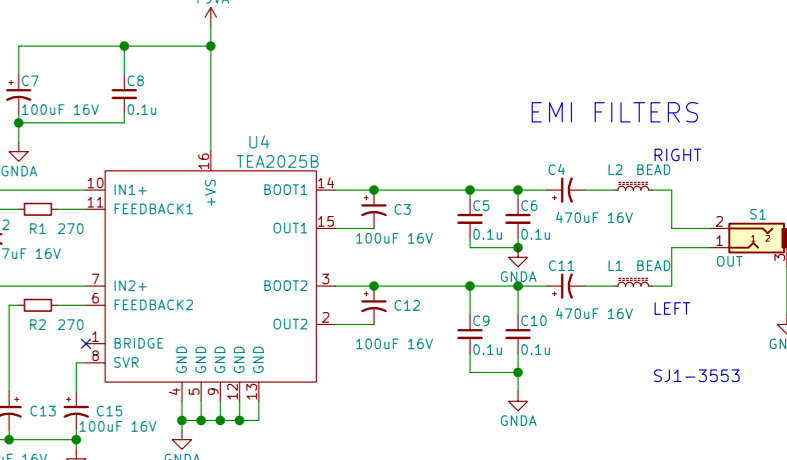 C7
100uF 16V
C8
0.1u
GNDA
U4
TEA2025B
16
+VS
10 IN1+
11 FEEDBACK1
R1 270
7 IN2+
6 FEEDBACK2
R2 270
1 BRIDGE
8 SVR
BOOT1 14
OUT1 15
BOOT2 3
OUT2 2
GND GND GND GND GND
4 5 9 12 13
C13
C15
100uF 16V
GNDA
C3
100uF 16V
C12
100uF 16V
EMI FILTERS
RIGHT
C4
470uF 16V
L2 BEAD
C5
0.1u
C6
0.1u
GNDA
C11
470uF 16V
L1 BEAD
LEFT
C9
0.1u
C10
0.1u
GNDA
S1
2
1
1 2
3
OUT
SJ1-3553